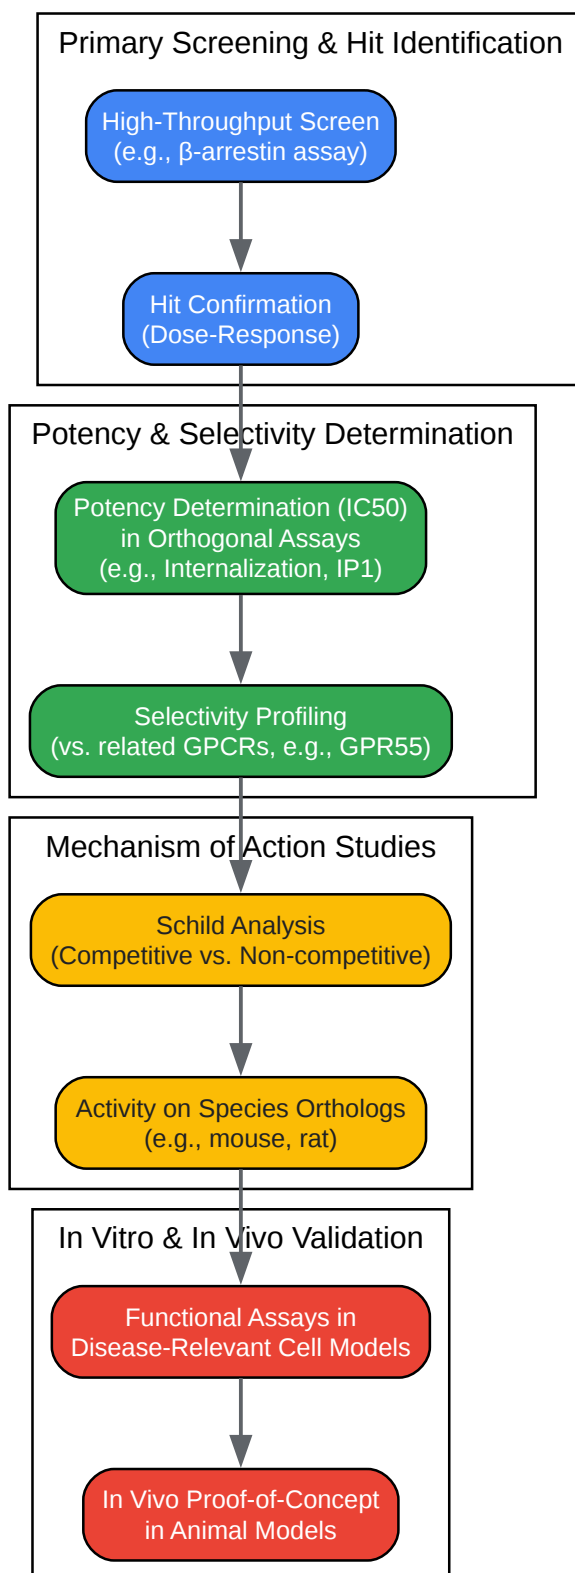 Primary Screening & Hit Identification
High-Throughput Screen
(e.g., β-arrestin assay)
Hit Confirmation
(Dose-Response)
Potency & Selectivity Determination
Potency Determination (IC50)
in Orthogonal Assays
(e.g., Internalization, IP1)
Selectivity Profiling
(vs. related GPCRs, e.g., GPR55)
Mechanism of Action Studies
Schild Analysis
(Competitive vs. Non-competitive)
Activity on Species Orthologs
(e.g., mouse, rat)
In Vitro & In Vivo Validation
Functional Assays in
Disease-Relevant Cell Models
In Vivo Proof-of-Concept
in Animal Models